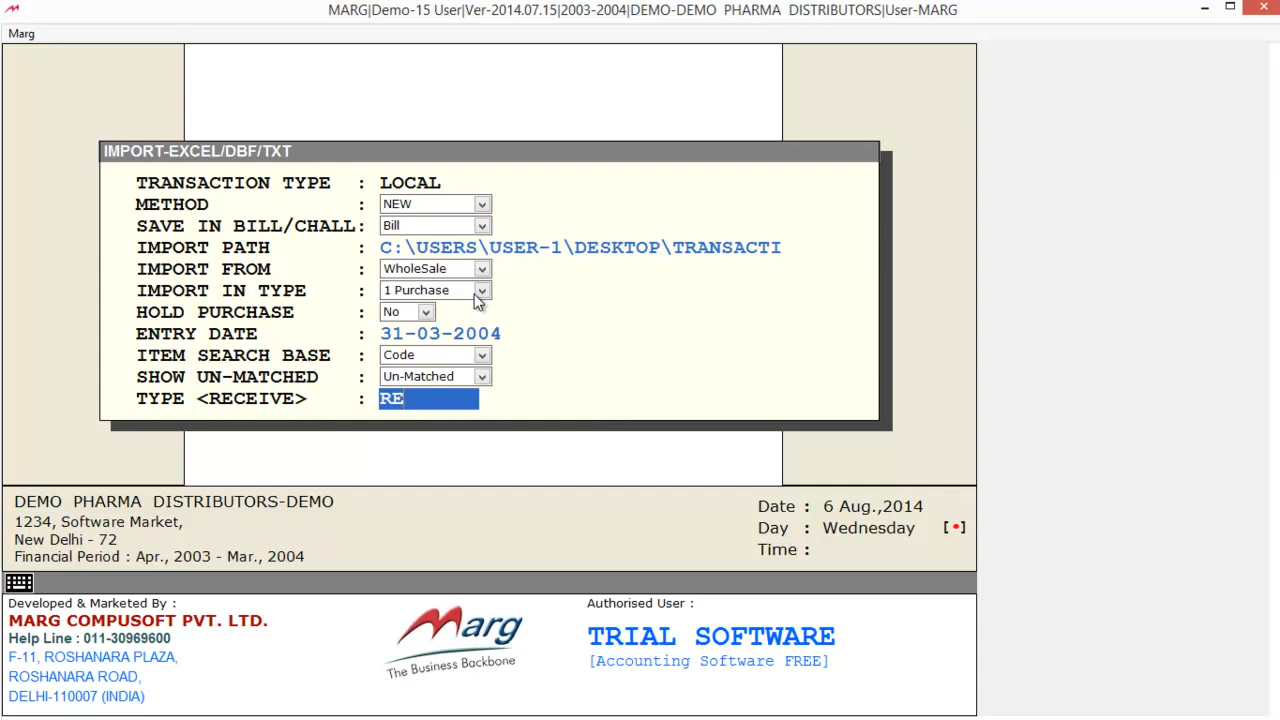 MARG|Demo-15 User|Ver-2014.07.15|2003-2004|DEMO-DEMO PHARMA DISTRIBUTORS|User-MARG
Marg
IMPORT-EXCEL/DBF/TXT
TRANSACTION TYPE : LOCAL
METHOD : NEW
SAVE IN BILL/CHALL: Bill
IMPORT PATH : C:\USERS\USER-1\DESKTOP\TRANSACTI
IMPORT FROM : WholeSale
IMPORT IN TYPE : 1 Purchase
HOLD PURCHASE : No
ENTRY DATE : 31-03-2004
ITEM SEARCH BASE : Code
SHOW UN-MATCHED : Un-Matched
TYPE <RECEIVE> : RE
DEMO PHARMA DISTRIBUTORS-DEMO
1234, Software Market,
New Delhi - 72
Financial Period : Apr., 2003 - Mar., 2004
Date : 6 Aug.,2014
Day : Wednesday [•]
Time :
Developed & Marketed By :
MARG COMPUSOFT PVT. LTD.
Help Line : 011-30969600
F-11, ROSHANARA PLAZA,
ROSHANARA ROAD,
DELHI-110007 (INDIA)
Marg
The Business Backbone
Authorised User :
TRIAL SOFTWARE
[Accounting Software FREE]